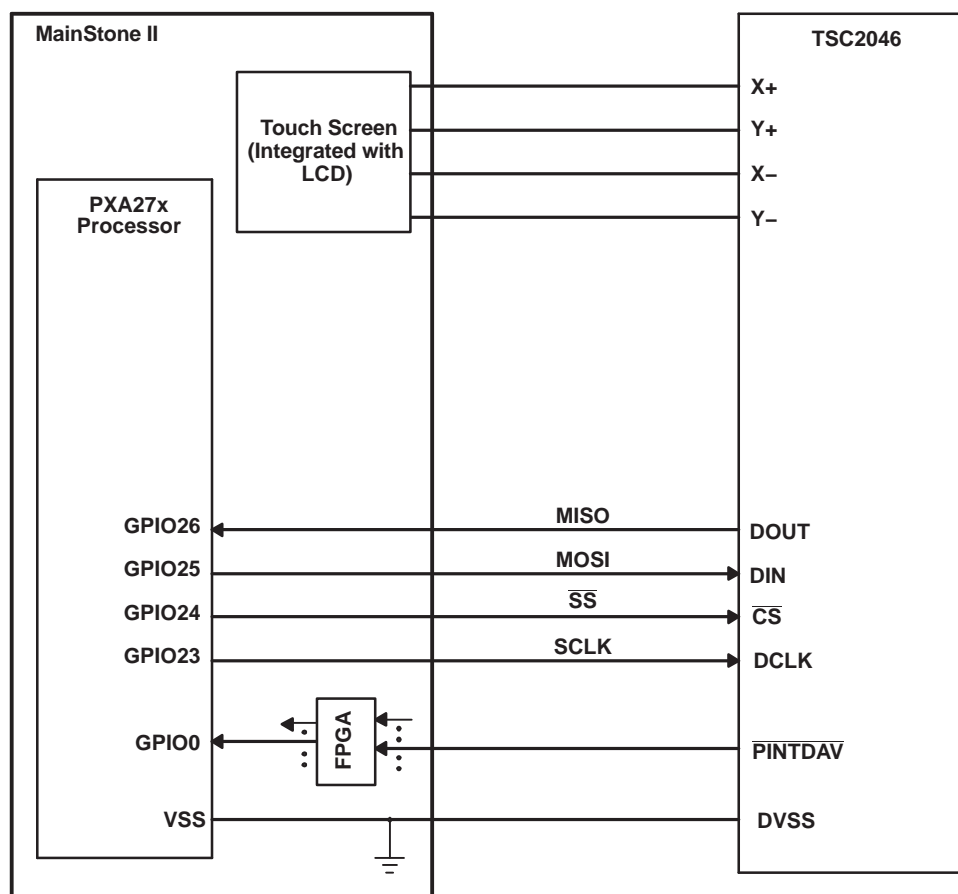 MainStone II
TSC2046
Touch Screen
(Integrated with
LCD)
X+
Y+
X–
Y–
PXA27x
Processor
GPIO26
MISO
DOUT
GPIO25
MOSI
DIN
GPIO24
SS
CS
GPIO23
SCLK
DCLK
GPIO0
FPGA
PINTDAV
VSS
DVSS